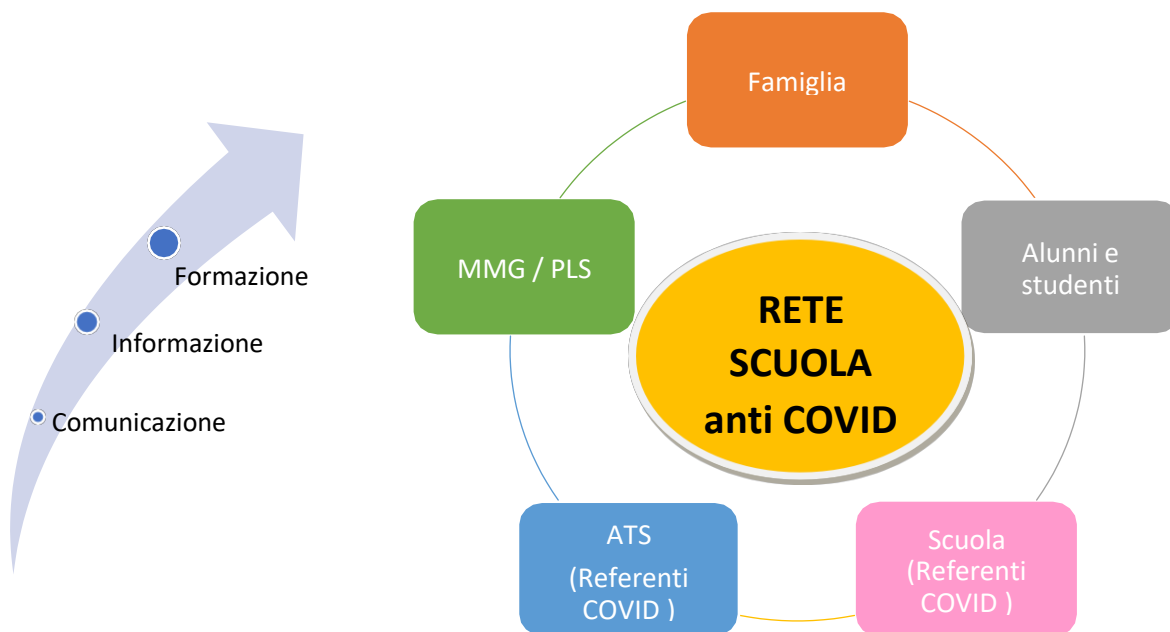 Formazione
Informazione
Comunicazione
Famiglia
MMG / PLS
Alunni e
studenti
RETE
SCUOLA
anti COVID
ATS
(Referenti
COVID )
Scuola
(Referenti
COVID )